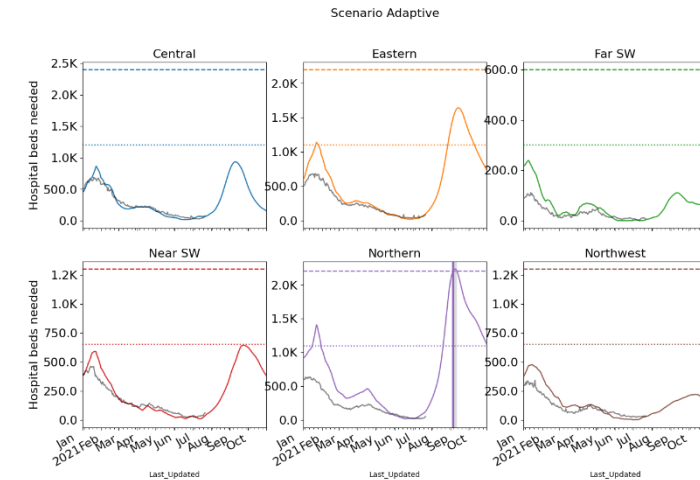 Scenario Adaptive
Central
Eastern
Far SW
Hospital beds needed
2.5K
2.0K
1.5K
1.0K
500.0
0.0
2.0K
1.5K
1.0K
500.0
0.0
600.0
400.0
200.0
0.0
Near SW
Northern
Northwest
Hospital beds needed
1.2K
1.0K
750.0
500.0
250.0
0.0
2.0K
1.5K
1.0K
500.0
0.0
1.2K
1.0K
750.0
500.0
250.0
0.0
Jan
2021
Feb
Mar
Apr
May
Jun
Jul
Aug
Sep
Oct
Jan
2021
Feb
Mar
Apr
May
Jun
Jul
Aug
Sep
Oct
Jan
2021
Feb
Mar
Apr
May
Jun
Jul
Aug
Sep
Oct
Last_Updated
Last_Updated
Last_Updated